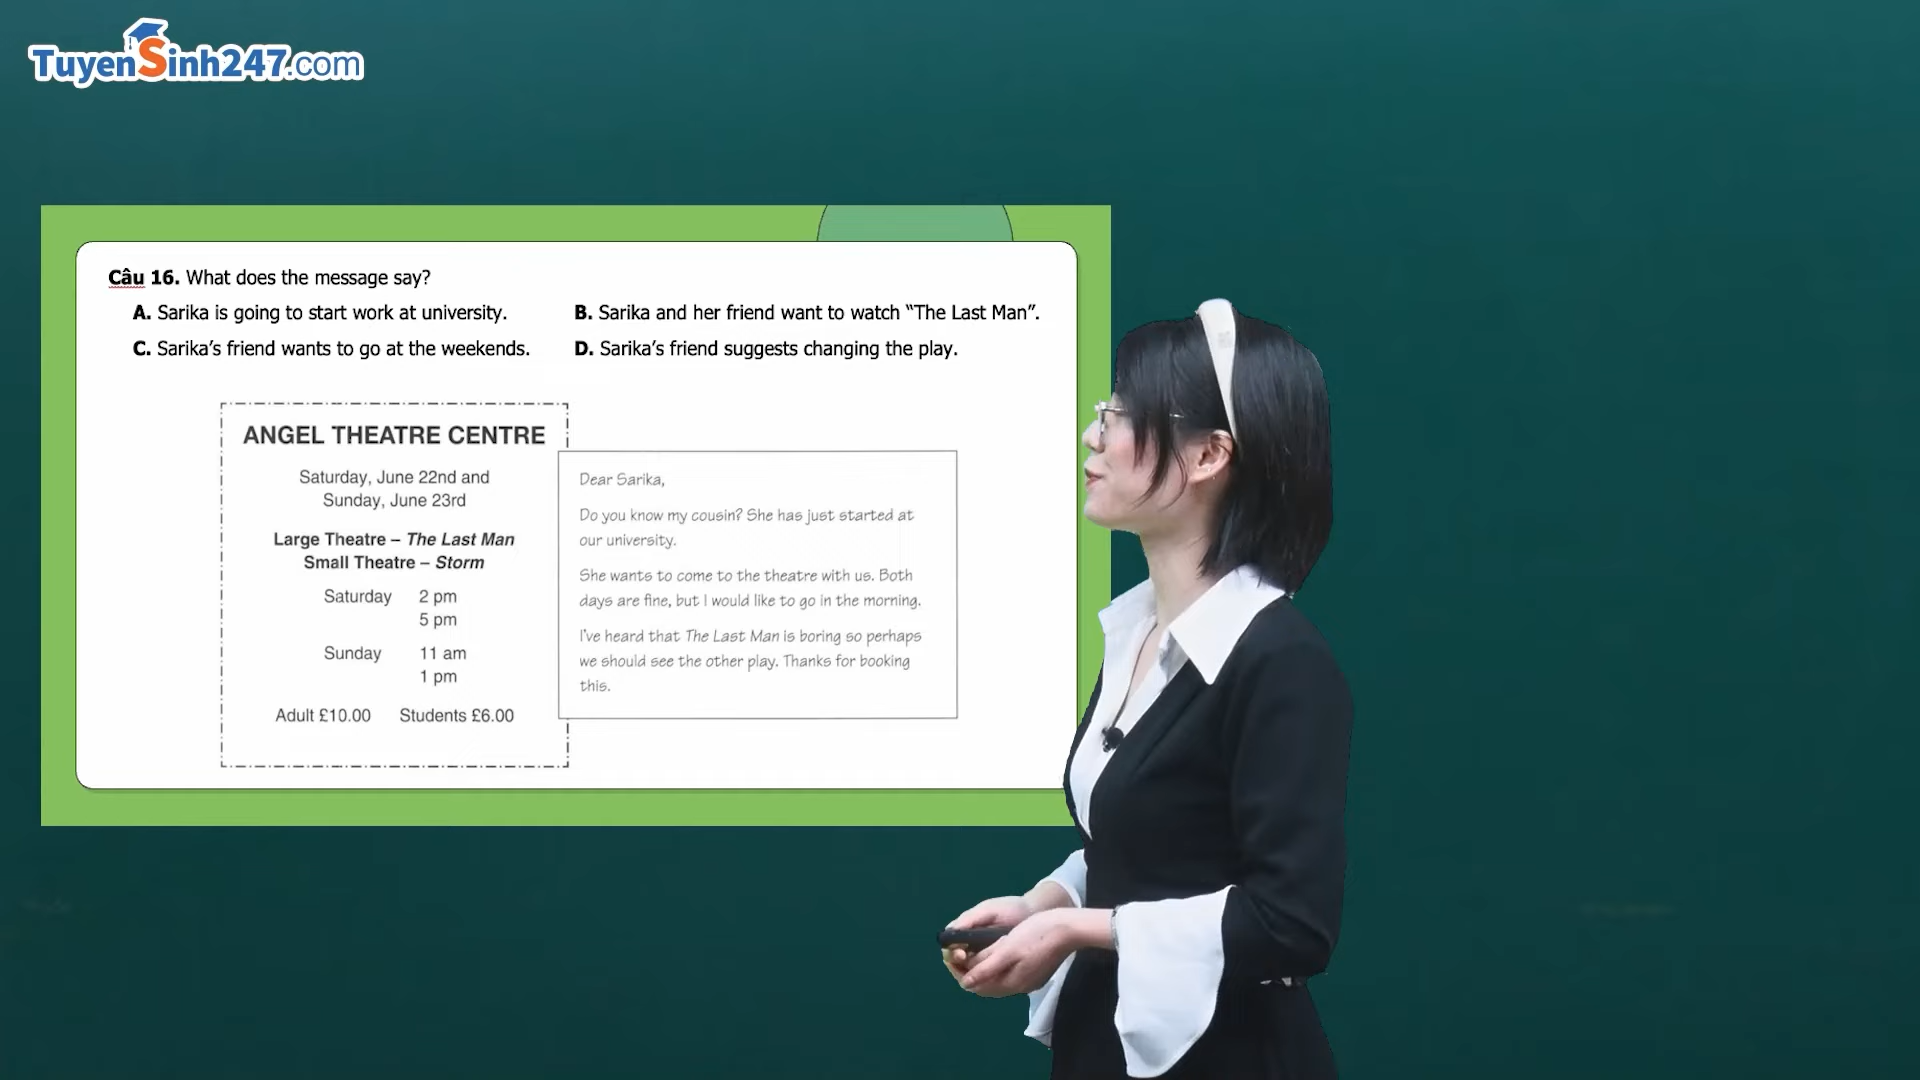 TuyenSinh247.com
Câu 16. What does the message say?
A. Sarika is going to start work at university.
B. Sarika and her friend want to watch “The Last Man”.
C. Sarika’s friend wants to go at the weekends.
D. Sarika’s friend suggests changing the play.
ANGEL THEATRE CENTRE
Saturday, June 22nd and
Sunday, June 23rd
Large Theatre – The Last Man
Small Theatre – Storm
Saturday 2 pm
5 pm
Sunday 11 am
1 pm
Adult £10.00 Students £6.00
Dear Sarika,
Do you know my cousin? She has just started at
our university.
She wants to come to the theatre with us. Both
days are fine, but I would like to go in the morning.
I’ve heard that The Last Man is boring so perhaps
we should see the other play. Thanks for booking
this.